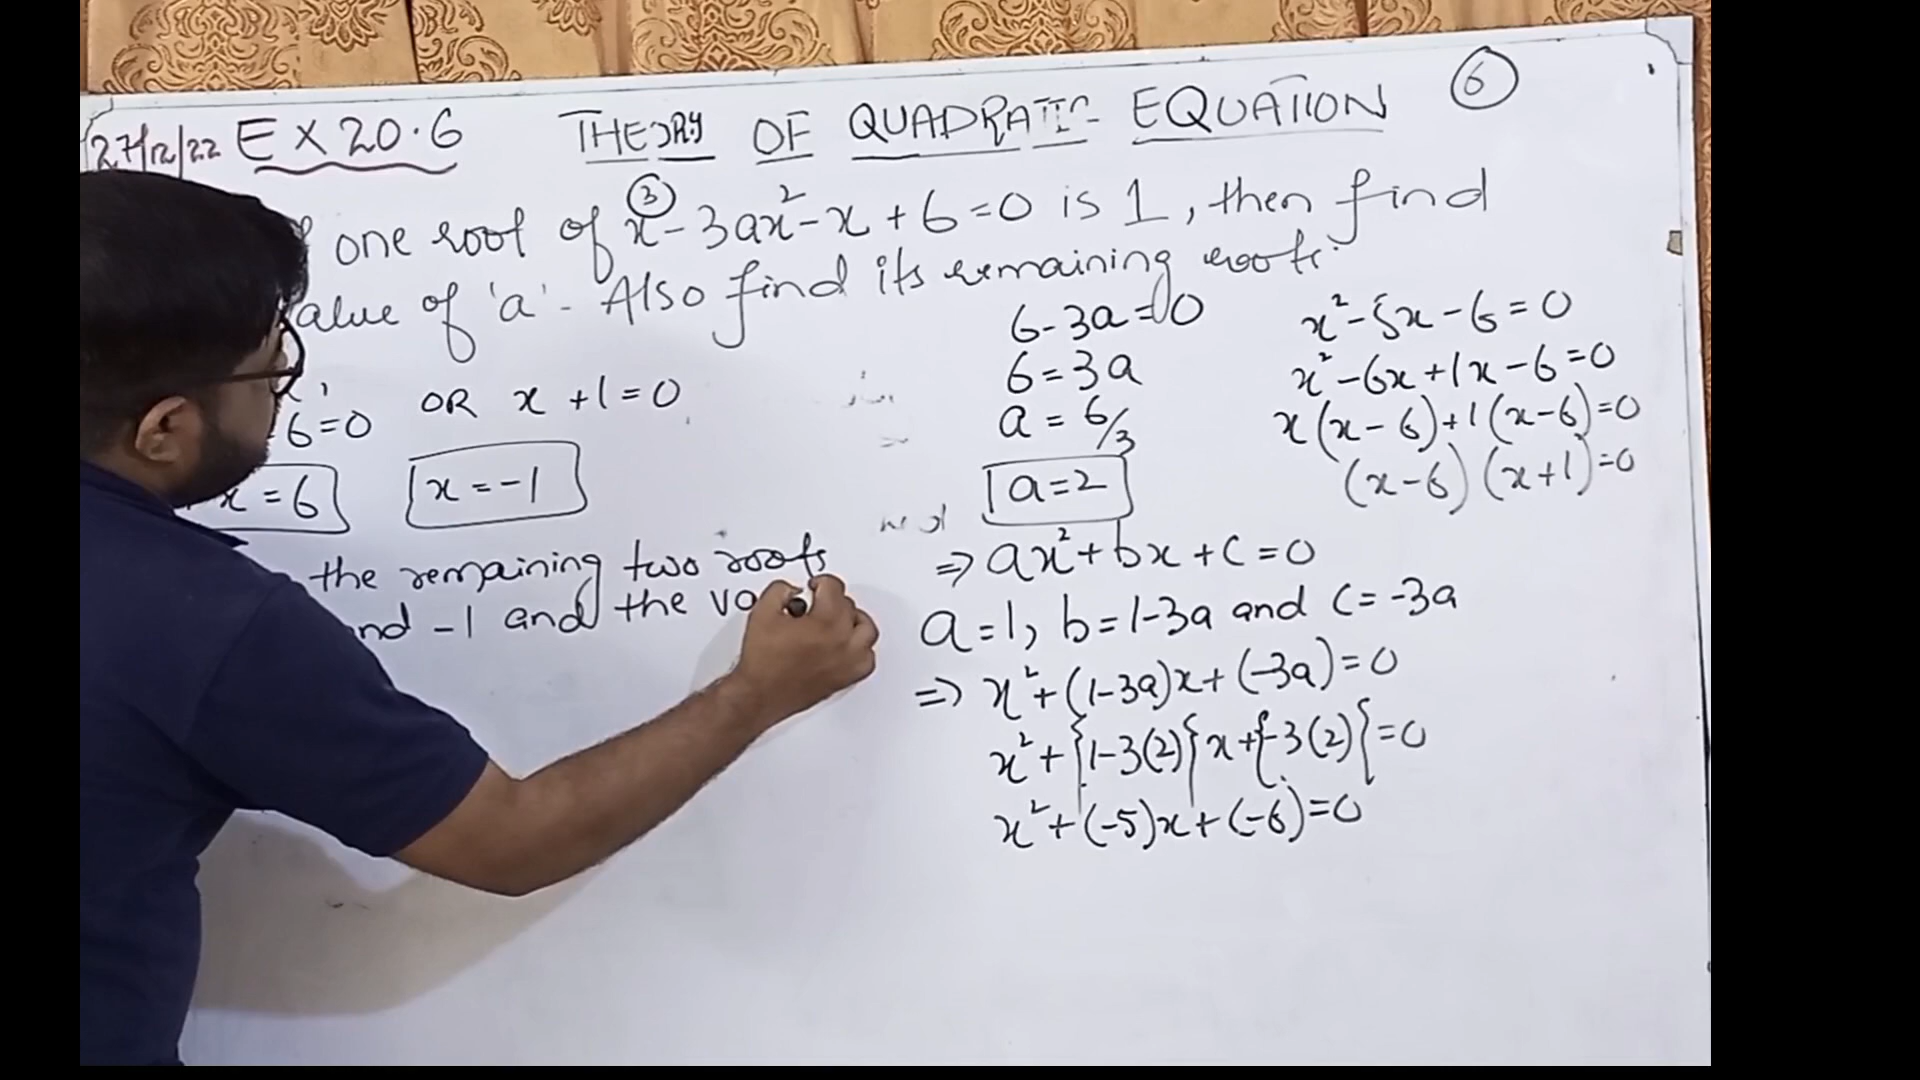 27/12/22 EX 20.6 THEORY OF QUADRATIC EQUATION 6
one root of x³-3ax²-x+6=0 is 1, then find
value of 'a'. Also find its remaining roots.
6=0 OR x+1=0
x=6 x=-1
the remaining two roots
and -1 and the va
6-3a=0
6=3a
a=6/3
a=2
⇒ax²+bx+c=0
a=1, b=1-3a and c=-3a
⇒x²+(1-3a)x+(-3a)=0
x²+{1-3(2)}x+{-3(2)}=0
x²+(-5)x+(-6)=0
x²-5x-6=0
x²-6x+1x-6=0
x(x-6)+1(x-6)=0
(x-6)(x+1)=0